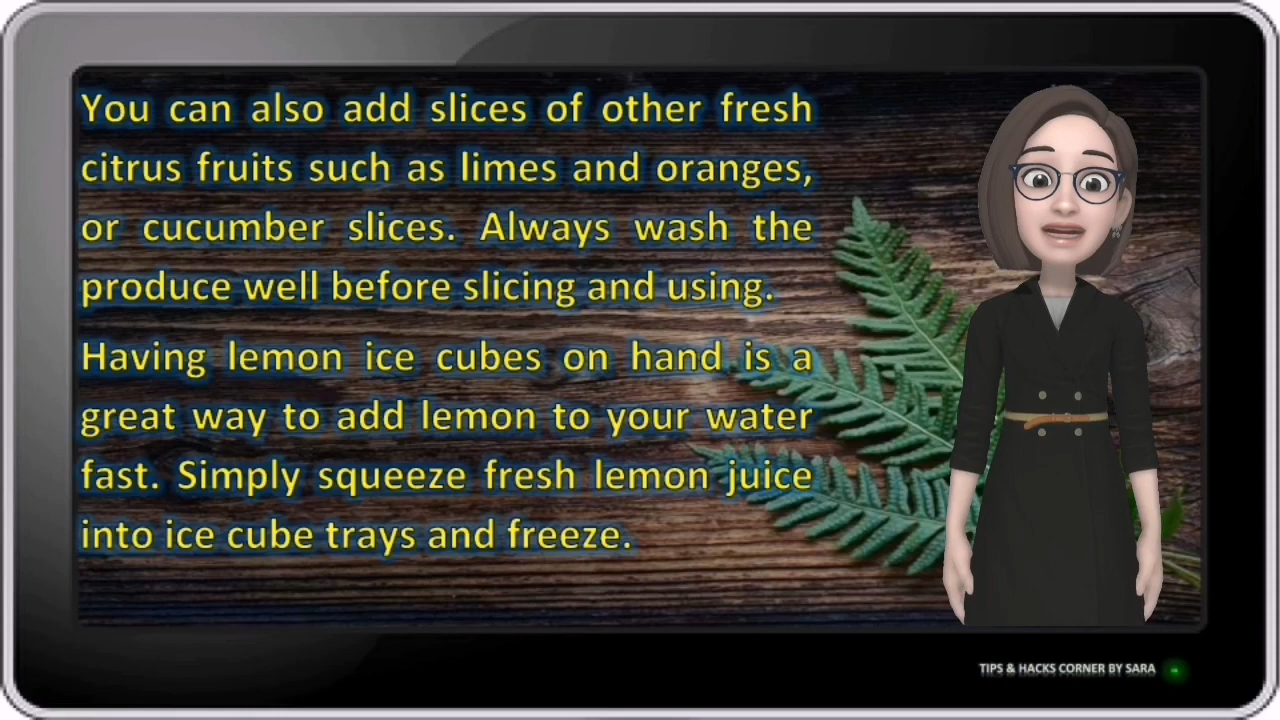 You can also add slices of other fresh
citrus fruits such as limes and oranges,
or cucumber slices. Always wash the
produce well before slicing and using.
Having lemon ice cubes on hand is a
great way to add lemon to your water
fast. Simply squeeze fresh lemon juice
into ice cube trays and freeze.
TIPS & HACKS CORNER BY SARA